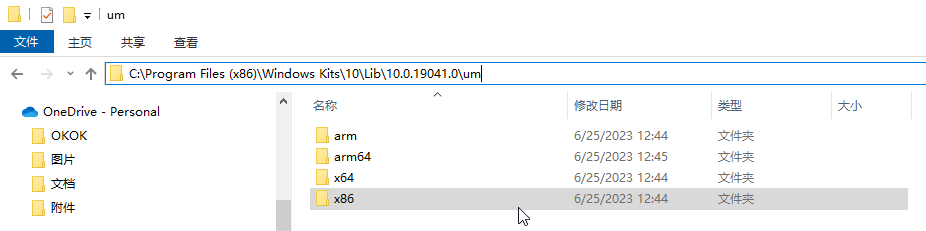 um
文件 主页 共享 查看
C:\Program Files (x86)\Windows Kits\10\Lib\10.0.19041.0\um
OneDrive - Personal
OKOK
图片
文档
附件
名称 修改日期 类型 大小
arm 6/25/2023 12:44 文件夹
arm64 6/25/2023 12:45 文件夹
x64 6/25/2023 12:44 文件夹
x86 6/25/2023 12:44 文件夹